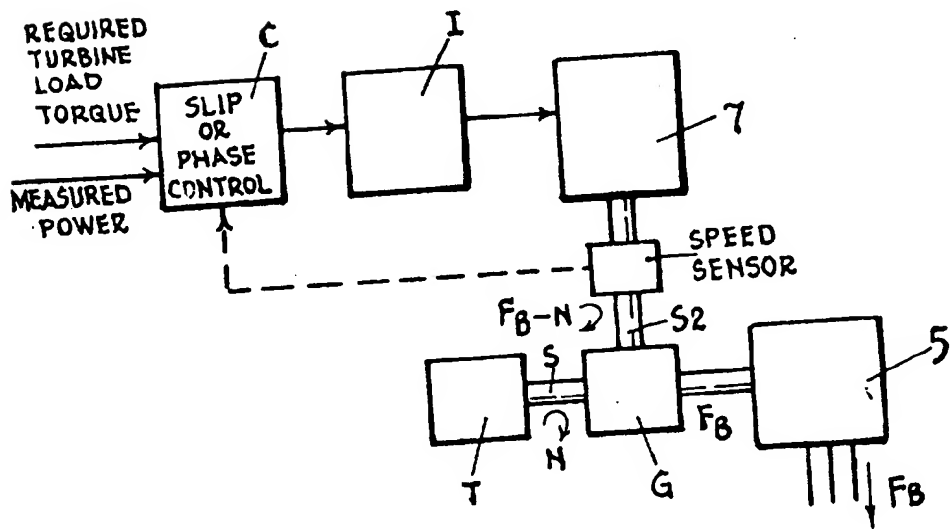 REQUIRED
TURBINE
LOAD
TORQUE
MEASURED
POWER
C
SLIP
OR
PHASE
CONTROL
I
7
SPEED
SENSOR
FB-N
S2
S
N
T
G
FB
5
FB